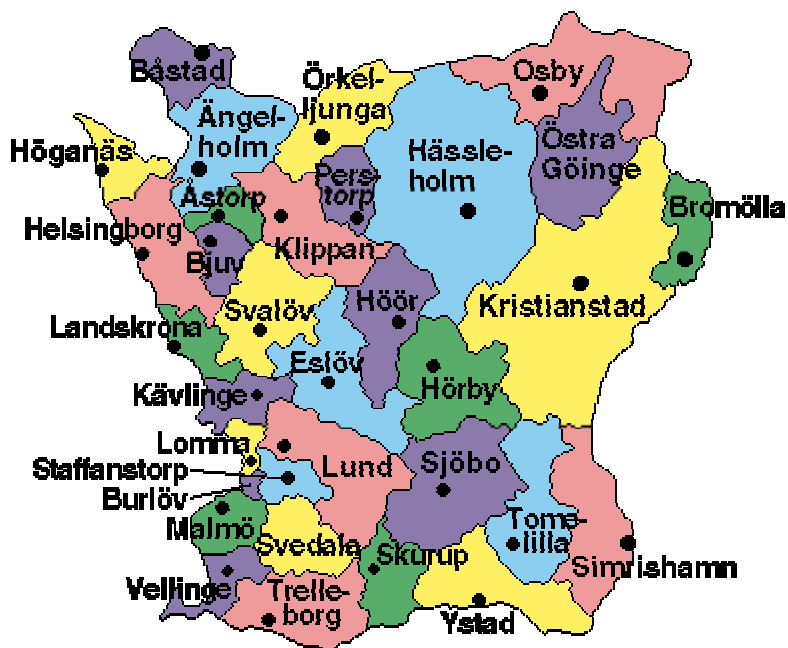 Båstad
Örkel-
ljunga
Osby
Ängel-
holm
Höganäs
Hässle-
holm
Östra
Göinge
Pers-
torp
Åstorp
Bromölla
Helsingborg
Klippan
Bjuv
Höör
Kristianstad
Svalöv
Landskrona
Eslöv
Hörby
Kävlinge
Lomma
Staffanstorp
Lund
Sjöbo
Burlöv
Malmö
Tome-
lilla
Svedala
Skurup
Simrishamn
Vellinge
Trelle-
borg
Ystad